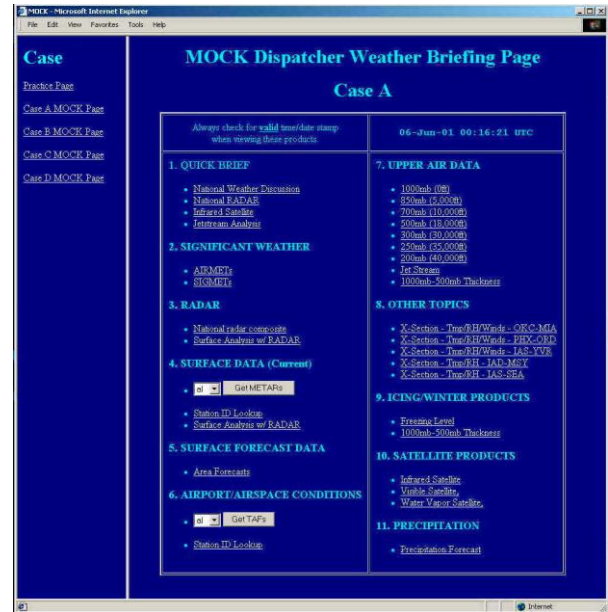 MOCK - Microsoft Internet Explorer
File Edit View Favorites Tools Help
Case
Practice Page
Case A MOCK Page
Case B MOCK Page
Case C MOCK Page
Case D MOCK Page
MOCK Dispatcher Weather Briefing Page
Case A
Always check for valid time/date stamp
when viewing these products.
06-Jun-01 00:16:21 UTC
1. QUICK BRIEF
National Weather Discussion
National RADAR
Infrared Satellite
Jetstream Analysis
2. SIGNIFICANT WEATHER
AIRMETs
SIGMETs
3. RADAR
National radar composite
Surface Analysis w/ RADAR
4. SURFACE DATA (Current)
al Get METARs
Station ID Lookup
Surface Analysis w/ RADAR
5. SURFACE FORECAST DATA
Area Forecasts
6. AIRPORT/AIRSPACE CONDITIONS
al Get TAFs
Station ID Lookup
7. UPPER AIR DATA
1000mb (0ft)
850mb (5,000ft)
700mb (10,000ft)
500mb (18,000ft)
300mb (30,000ft)
250mb (35,000ft)
200mb (40,000ft)
Jet Stream
1000mb-500mb Thickness
8. OTHER TOPICS
X-Section - Tmp/RH/Winds - OKC-MIA
X-Section - Tmp/RH/Winds - PHX-ORD
X-Section - Tmp/RH/Winds - IAS-YVR
X-Section - Tmp/RH - IAD-MSY
X-Section - Tmp/RH - IAS-SEA
9. ICING/WINTER PRODUCTS
Freezing Level
1000mb-500mb Thickness
10. SATELLITE PRODUCTS
Infrared Satellite
Visible Satellite,
Water Vapor Satellite,
11. PRECIPITATION
Precipitation Forecast
Internet